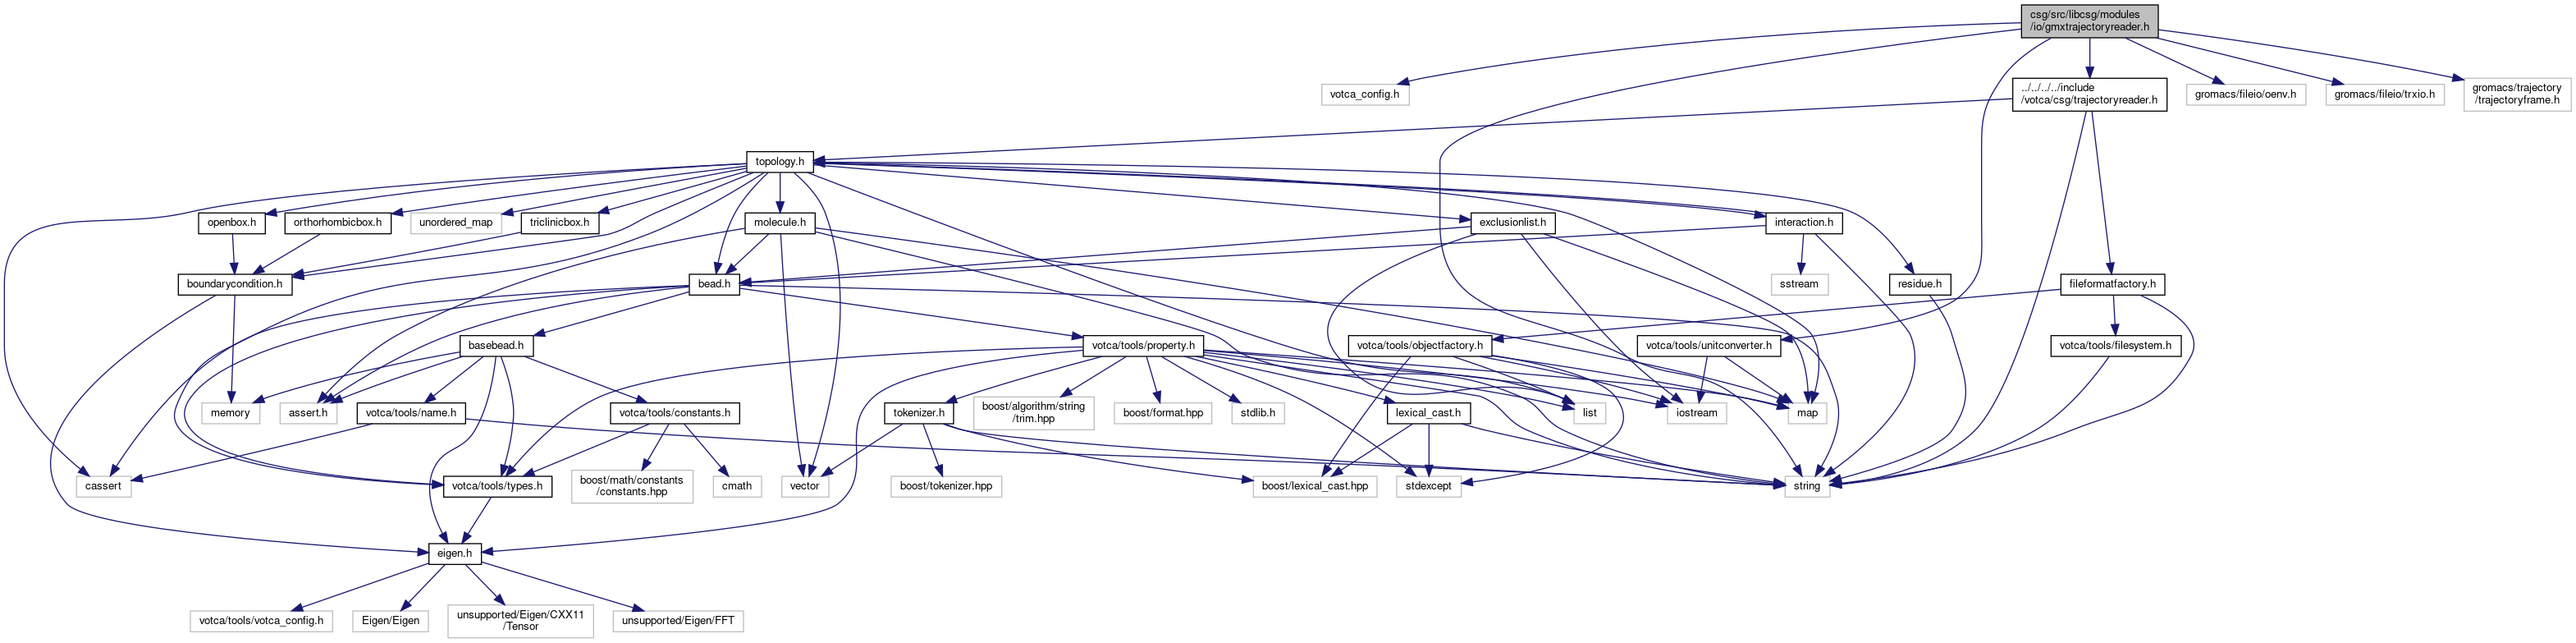 csg/src/libcsg/modules
/io/gmxtrajectoryreader.h
votca_config.h
../../../../include
/votca/csg/trajectoryreader.h
gromacs/fileio/oenv.h
gromacs/fileio/trxio.h
gromacs/trajectory
/trajectoryframe.h
topology.h
openbox.h
orthorhombicbox.h
unordered_map
triclinicbox.h
molecule.h
exclusionlist.h
interaction.h
boundarycondition.h
bead.h
sstream
residue.h
fileformatfactory.h
basebead.h
votca/tools/property.h
votca/tools/objectfactory.h
votca/tools/unitconverter.h
votca/tools/filesystem.h
memory
assert.h
votca/tools/name.h
votca/tools/constants.h
tokenizer.h
boost/algorithm/string
/trim.hpp
boost/format.hpp
stdlib.h
lexical_cast.h
list
iostream
map
cassert
votca/tools/types.h
boost/math/constants
/constants.hpp
cmath
vector
boost/tokenizer.hpp
boost/lexical_cast.hpp
stdexcept
string
eigen.h
votca/tools/votca_config.h
Eigen/Eigen
unsupported/Eigen/CXX11
/Tensor
unsupported/Eigen/FFT